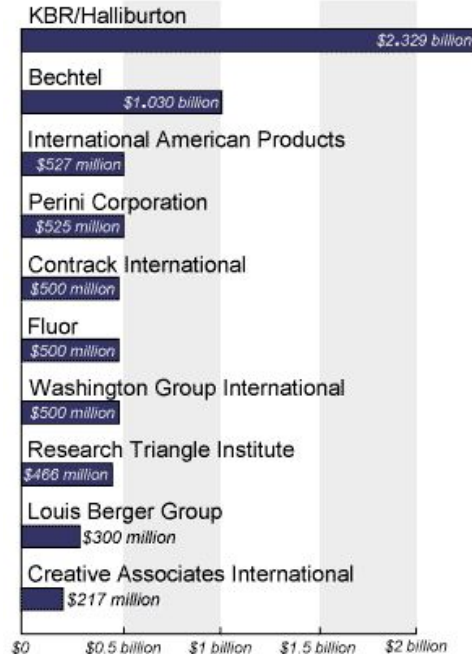 KBR/Halliburton
$2.329 billion
Bechtel
$1.030 billion
International American Products
$527 million
Perini Corporation
$525 million
Contrack International
$500 million
Fluor
$500 million
Washington Group International
$500 million
Research Triangle Institute
$466 million
Louis Berger Group
$300 million
Creative Associates International
$217 million
$0 $0.5 billion $1 billion $1.5 billion $2 billion